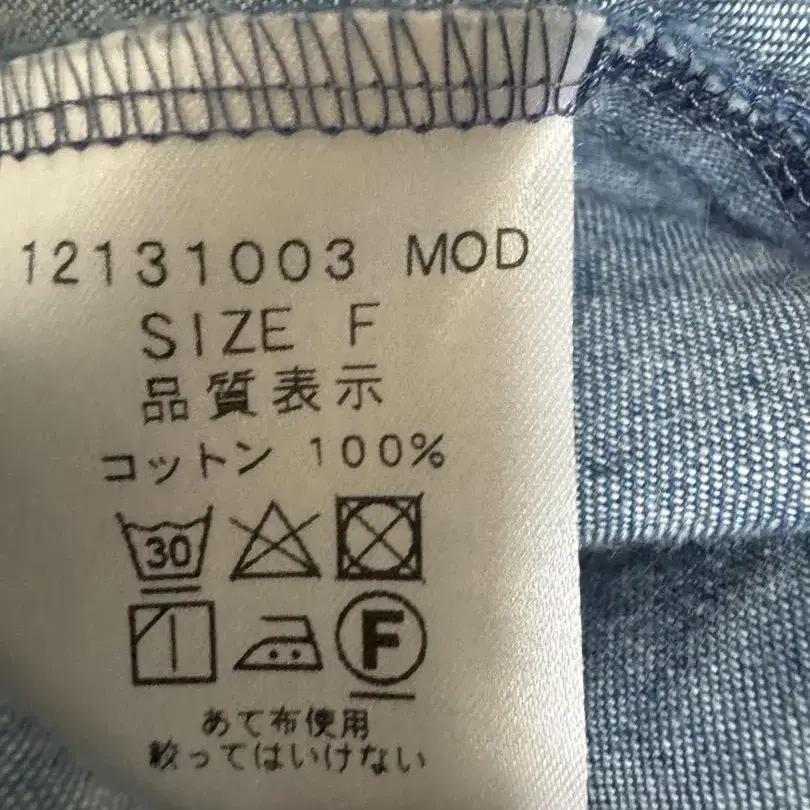 12131003 MOD
SIZE F
品質表示
コットン 100%
30
F
あて布使用
絞ってはいけない